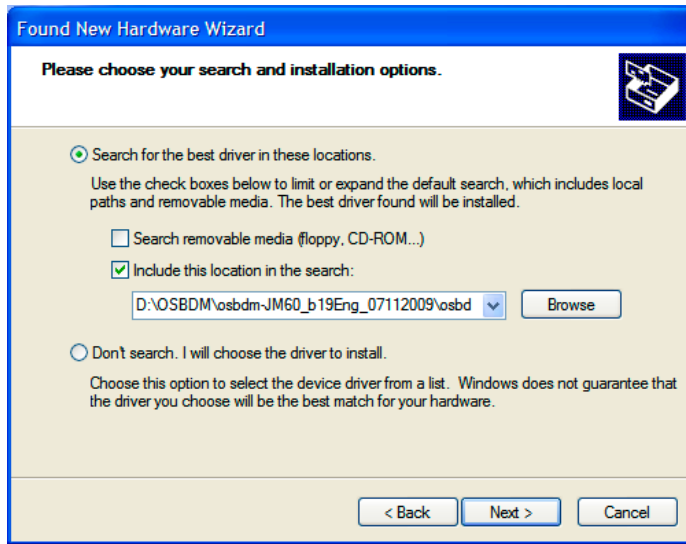 Found New Hardware Wizard
Please choose your search and installation options.
Search for the best driver in these locations.
Use the check boxes below to limit or expand the default search, which includes local
paths and removable media. The best driver found will be installed.
Search removable media (floppy, CD-ROM...)
Include this location in the search:
D:\OSBDM\osbdm-JM60_b19Eng_07112009\osbd
Browse
Don't search. I will choose the driver to install.
Choose this option to select the device driver from a list. Windows does not guarantee that
the driver you choose will be the best match for your hardware.
< Back
Next >
Cancel